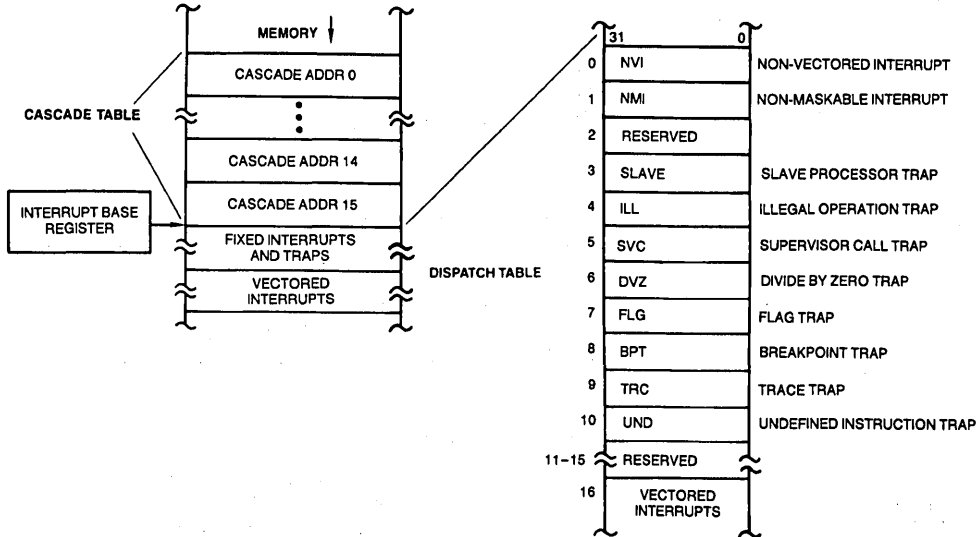 MEMORY
CASCADE ADDR 0
CASCADE TABLE
CASCADE ADDR 14
CASCADE ADDR 15
INTERRUPT BASE
REGISTER
FIXED INTERRUPTS
AND TRAPS
VECTORED
INTERRUPTS
DISPATCH TABLE
31 0
0 NVI NON-VECTORED INTERRUPT
1 NMI NON-MASKABLE INTERRUPT
2 RESERVED
3 SLAVE SLAVE PROCESSOR TRAP
4 ILL ILLEGAL OPERATION TRAP
5 SVC SUPERVISOR CALL TRAP
6 DVZ DIVIDE BY ZERO TRAP
7 FLG FLAG TRAP
8 BPT BREAKPOINT TRAP
9 TRC TRACE TRAP
10 UND UNDEFINED INSTRUCTION TRAP
11-15 RESERVED
16 VECTORED
INTERRUPTS